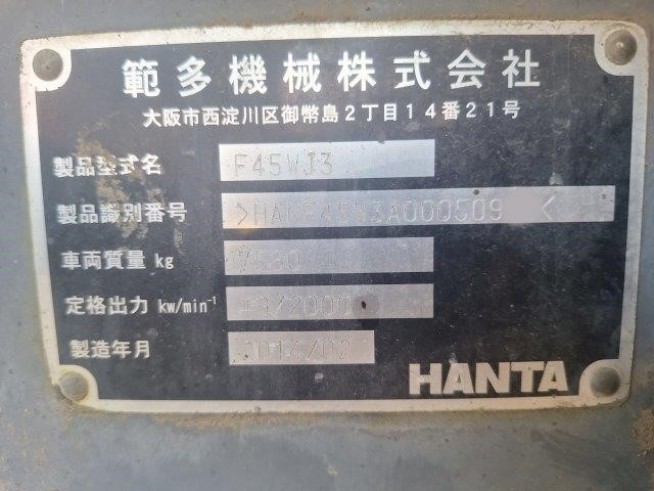 範多機械株式会社
大阪市西淀川区御幣島2丁目14番21号
製品型式名 F45WJ3
製品識別番号
車両質量 kg
定格出力 kw/min⁻¹
製造年月
HANTA